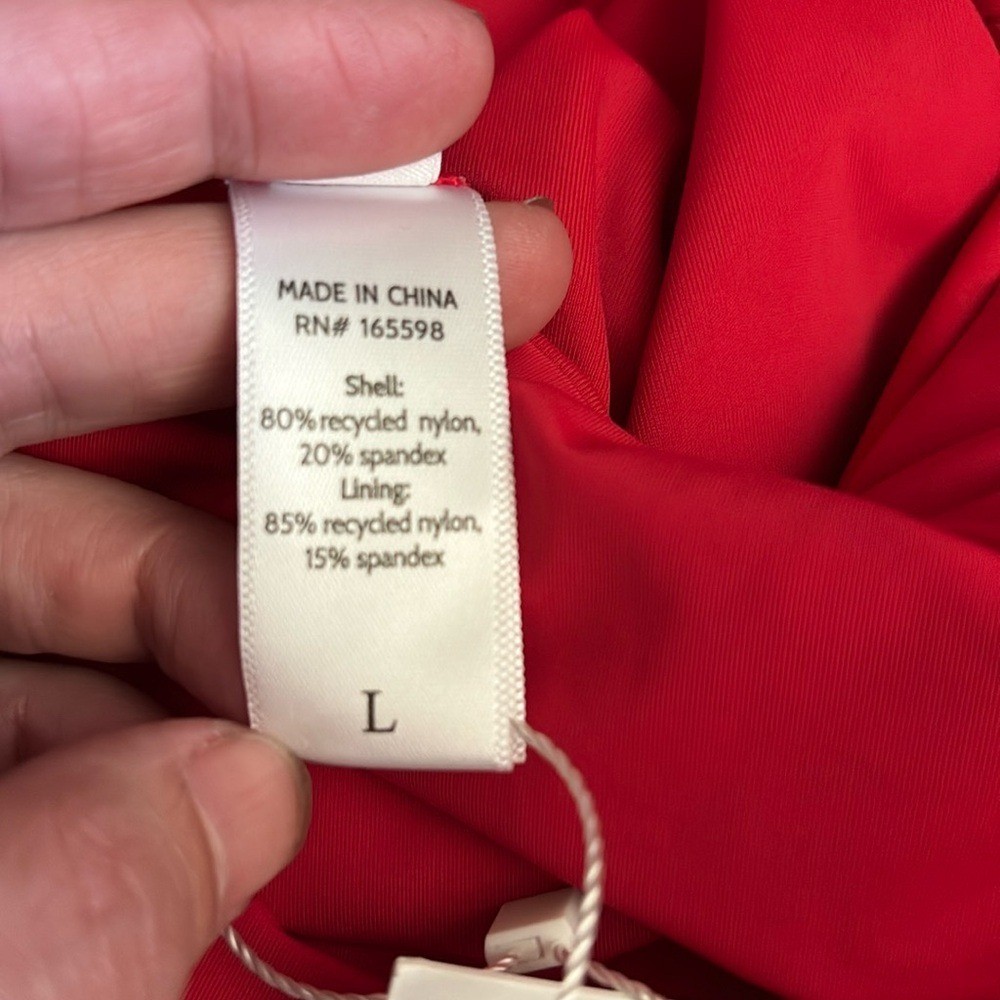 MADE IN CHINA
RN# 165598
Shell:
80% recycled nylon,
20% spandex
Lining:
85% recycled nylon,
15% spandex
L